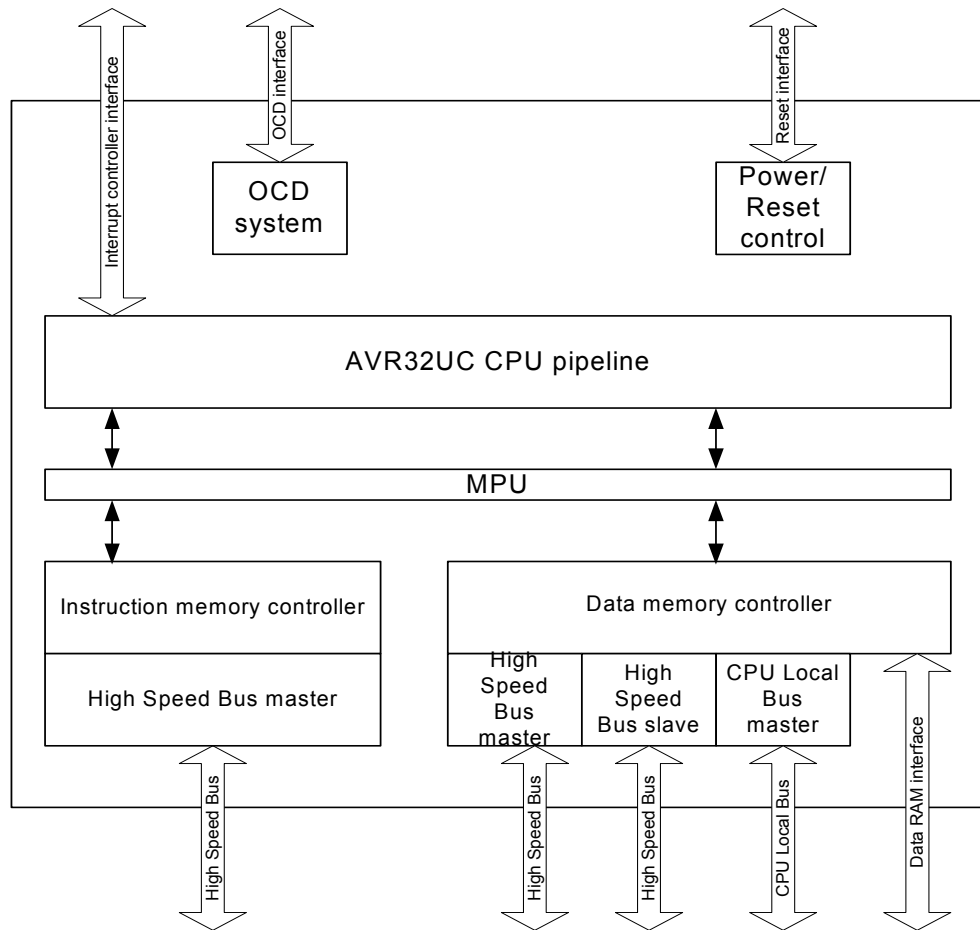 Interrupt controller interface
OCD interface
Reset interface
OCD
system
Power/
Reset
control
AVR32UC CPU pipeline
MPU
Instruction memory controller
Data memory controller
High Speed Bus master
High
Speed
Bus
master
High
Speed
Bus slave
CPU Local
Bus
master
High Speed Bus
High Speed Bus
High Speed Bus
CPU Local Bus
Data RAM interface